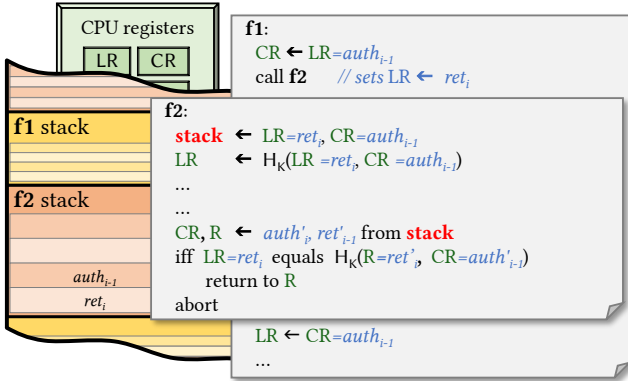 CPU registers
LR CR
f1 stack
f2 stack
auth_{i-1}
ret_i
f1:
CR ← LR=auth_{i-1}
call f2 // sets LR ← ret_i
f2:
stack ← LR=ret_i, CR=auth_{i-1}
LR ← H_K(LR =ret_i, CR =auth_{i-1})
...
...
CR, R ← auth'_i, ret'_{i-1} from stack
iff LR=ret_i equals H_K(R=ret'_i, CR=auth'_{i-1})
return to R
abort
LR ← CR=auth_{i-1}
...